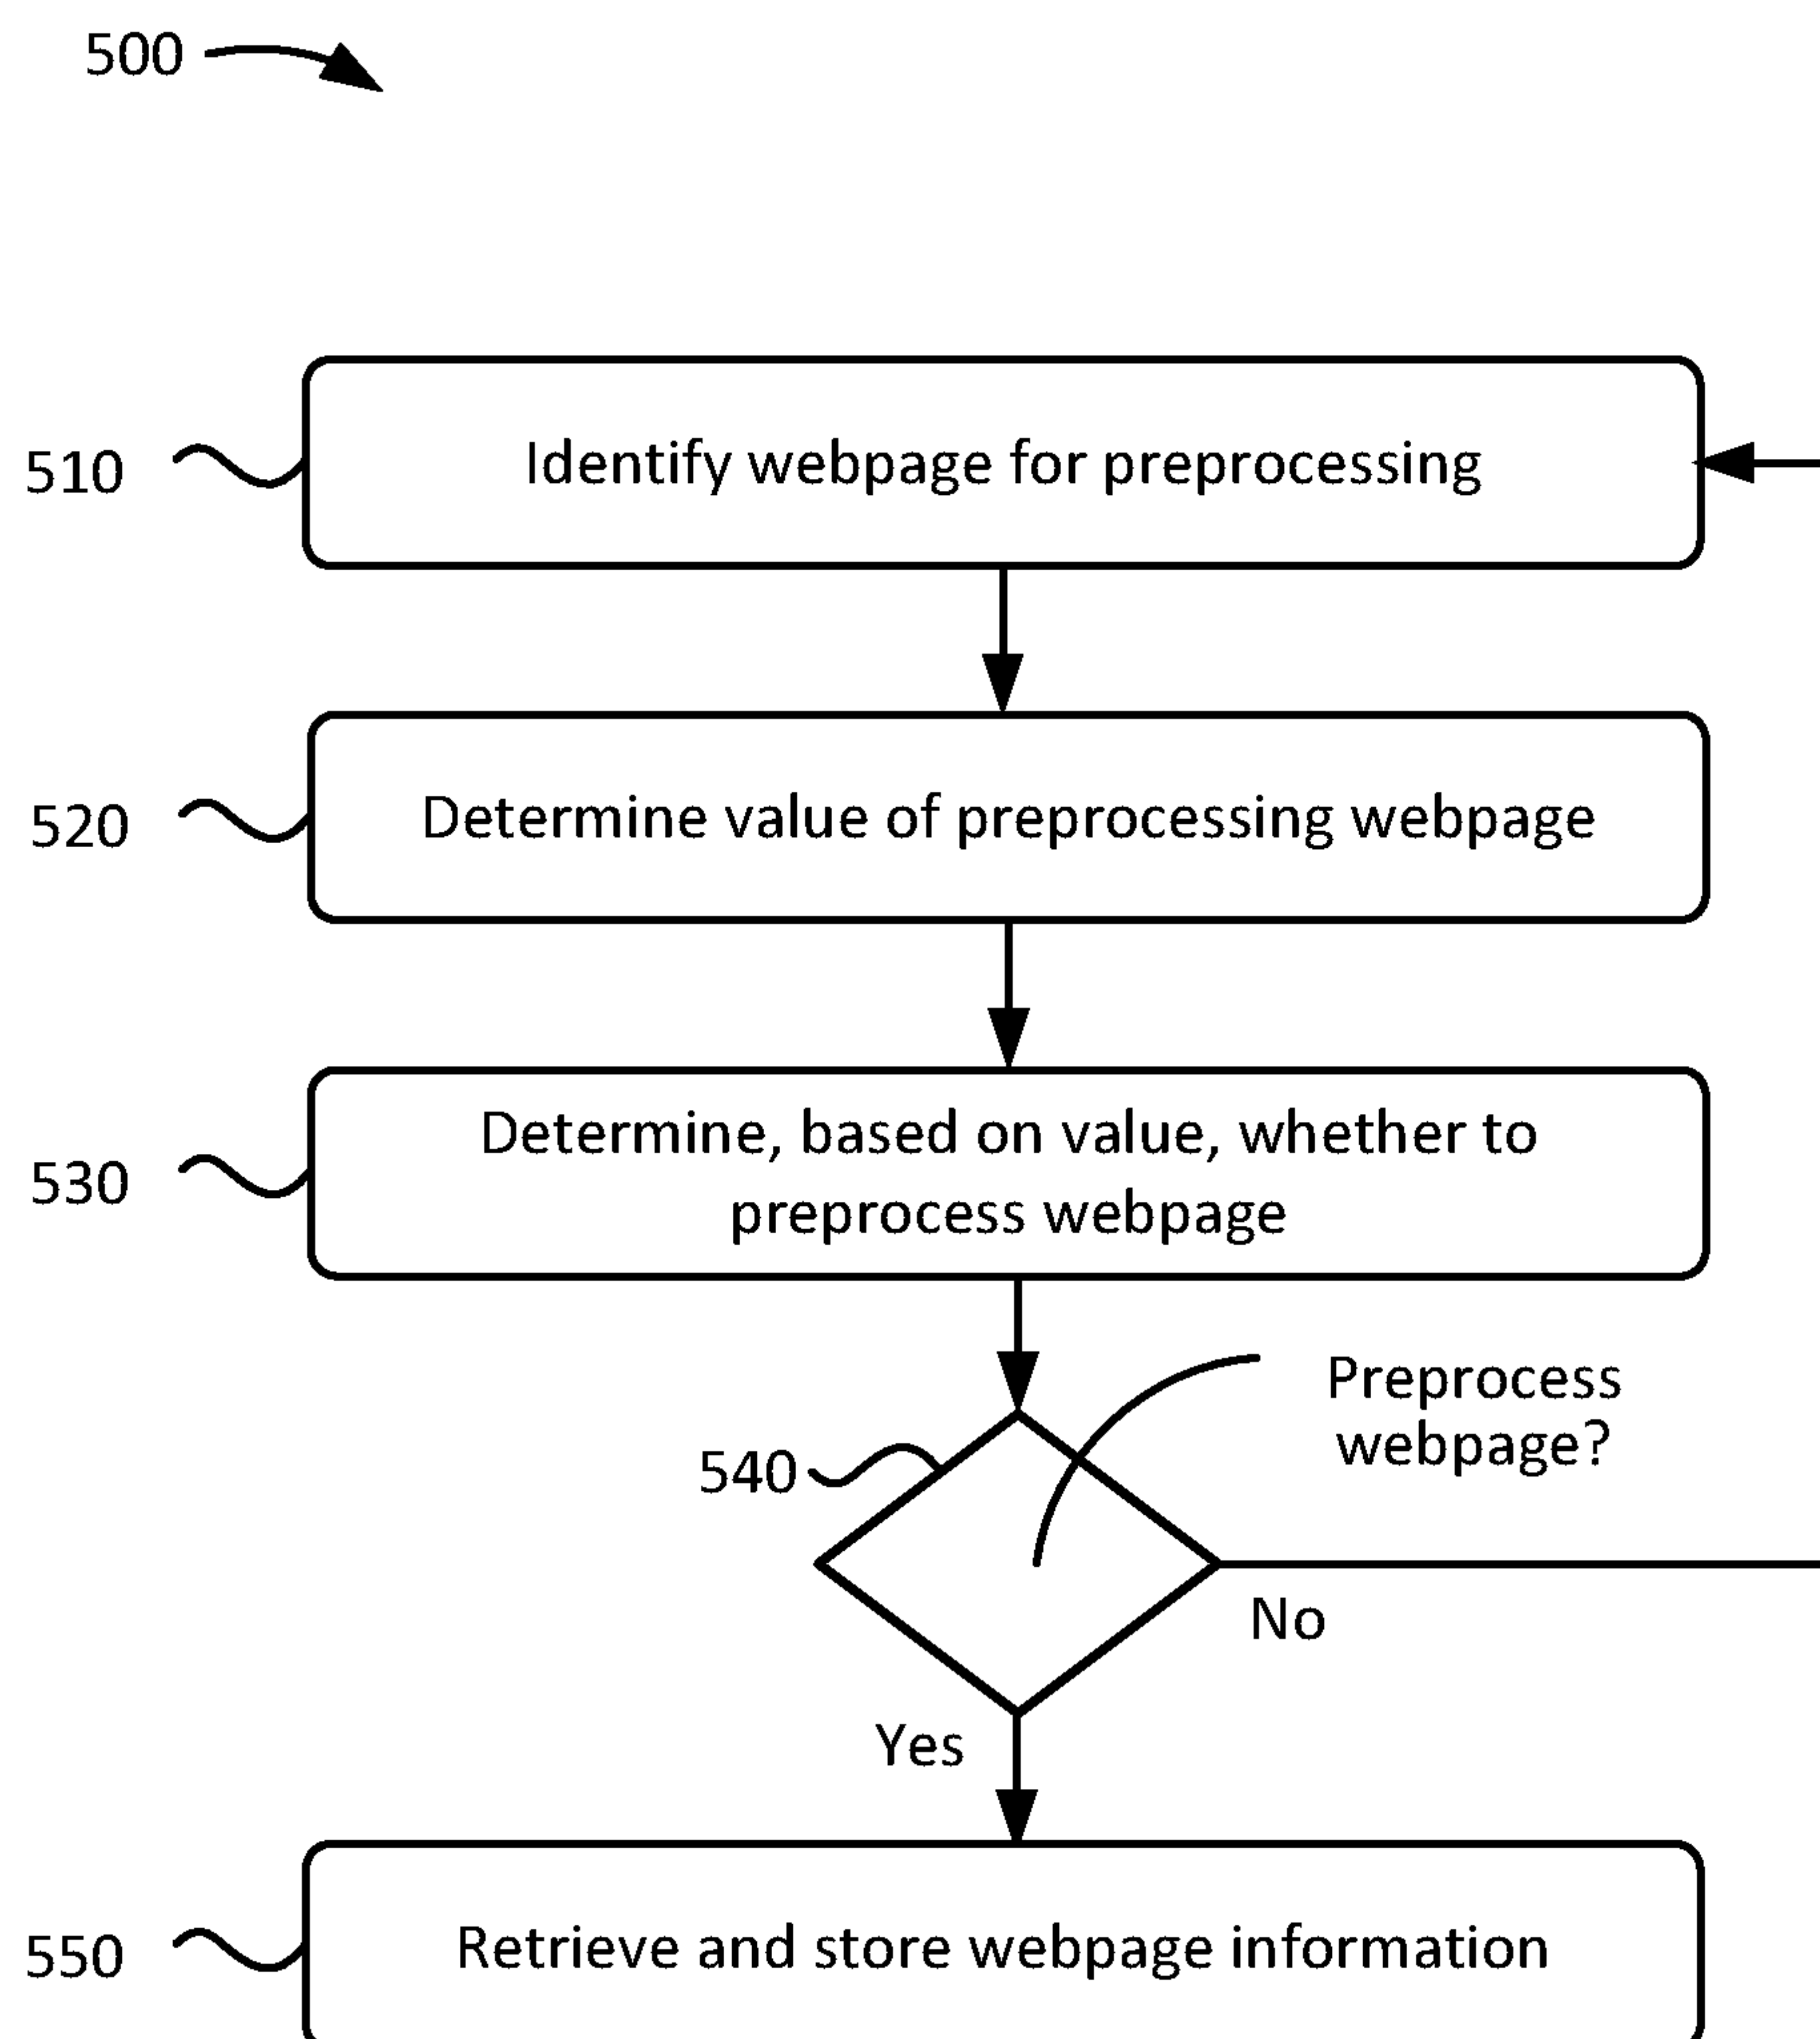 500
510
Identify webpage for preprocessing
520
Determine value of preprocessing webpage
530
Determine, based on value, whether to
preprocess webpage
Preprocess
webpage?
540
No
Yes
550
Retrieve and store webpage information